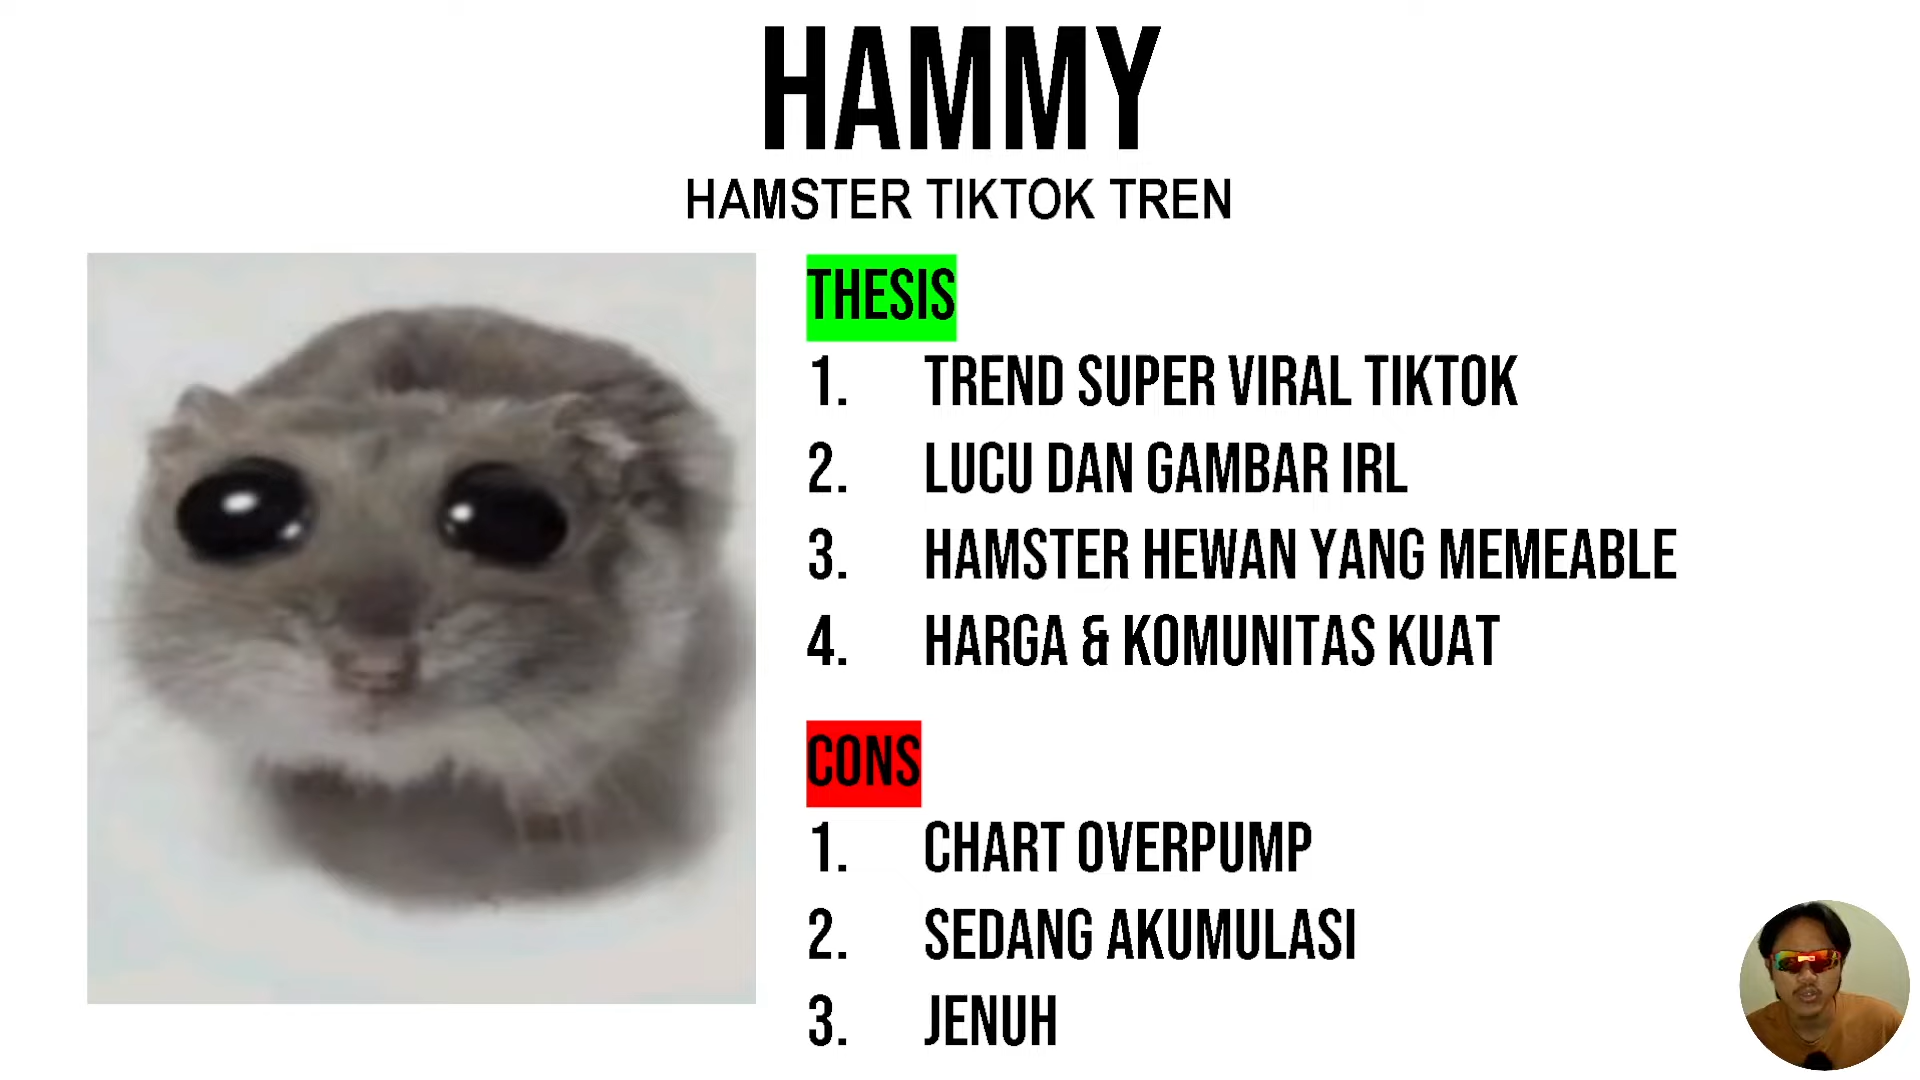 HAMMY
HAMSTER TIKTOK TREN
THESIS
1. TREND SUPER VIRAL TIKTOK
2. LUCU DAN GAMBAR IRL
3. HAMSTER HEWAN YANG MEMEABLE
4. HARGA & KOMUNITAS KUAT
CONS
1. CHART OVERPUMP
2. SEDANG AKUMULASI
3. JENUH